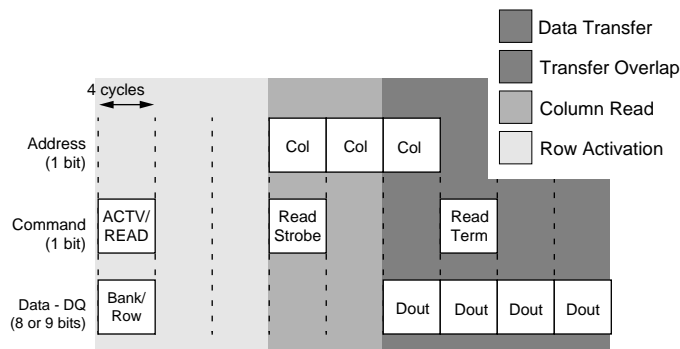 Data Transfer
Transfer Overlap
Column Read
Row Activation
4 cycles
Address
(1 bit)
Col
Col
Col
Command
(1 bit)
ACTV/
READ
Read
Strobe
Read
Term
Data - DQ
(8 or 9 bits)
Bank/
Row
Dout
Dout
Dout
Dout